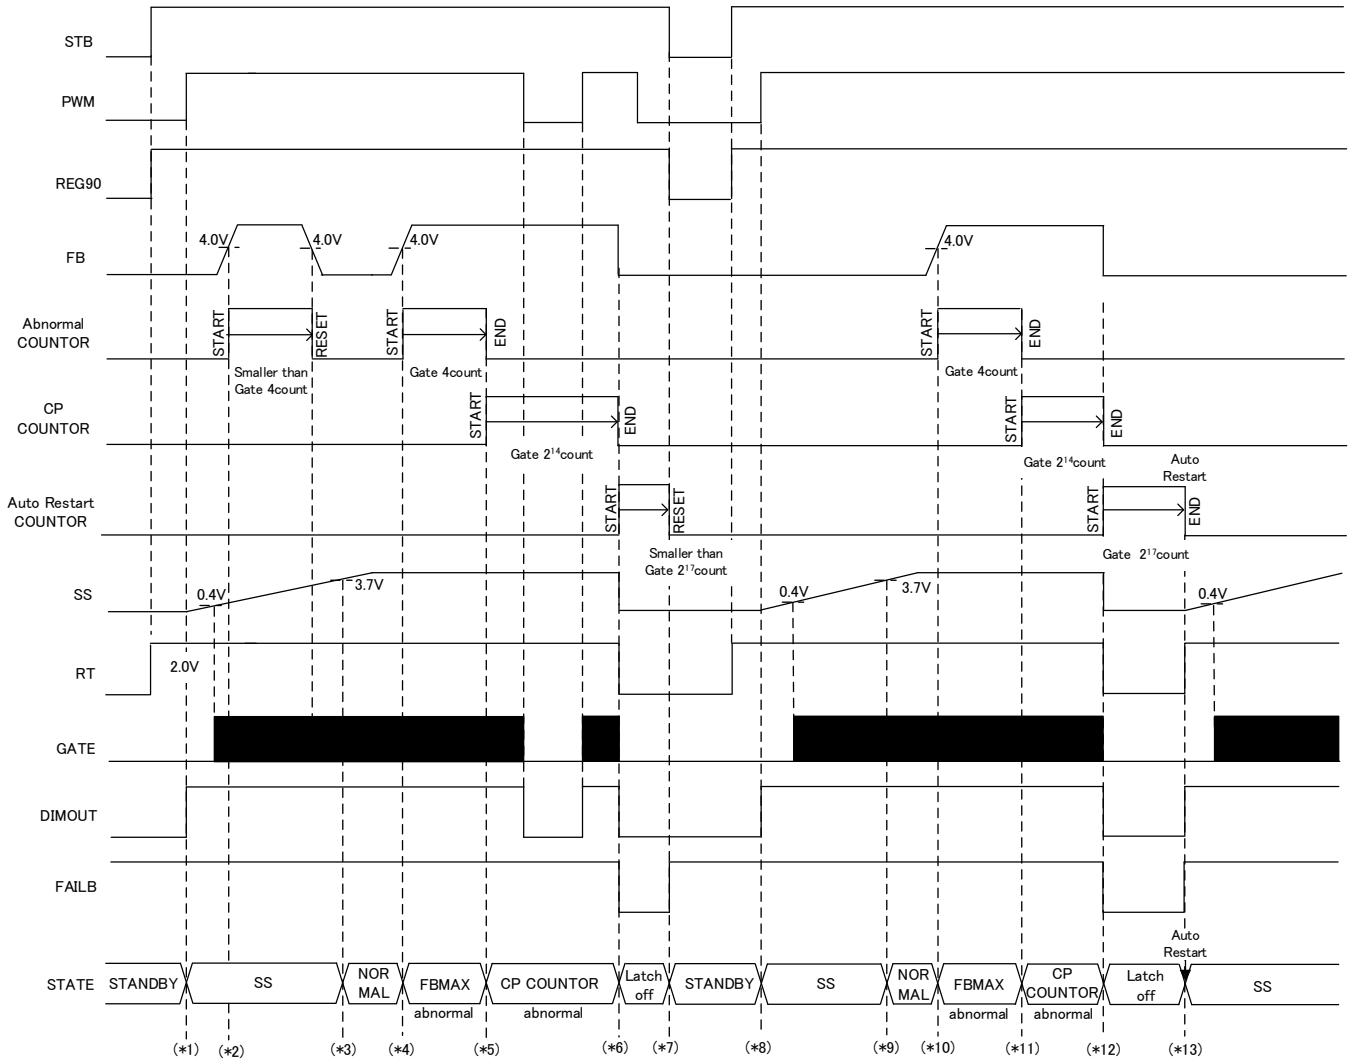 STB
PWM
REG90
4.0V
4.0V
4.0V
4.0V
FB
START
RESET
START
END
START
END
Abnormal
COUNTOR
Smaller than
Gate 4count
Gate 4count
Gate 4count
CP
COUNTOR
START
END
START
END
Gate 2¹⁴count
Gate 2¹⁴count
Auto
Restart
Auto Restart
COUNTOR
START
RESET
START
END
Smaller than
Gate 2¹⁷count
Gate 2¹⁷count
SS
0.4V
3.7V
0.4V
3.7V
0.4V
RT
2.0V
GATE
DIMOUT
FAILB
Auto
Restart
STATE
STANDBY
SS
NOR
MAL
FBMAX
CP COUNTOR
Latch
off
STANDBY
SS
NOR
MAL
FBMAX
CP
COUNTOR
Latch
off
SS
abnormal
abnormal
abnormal
abnormal
(*1)
(*2)
(*3)
(*4)
(*5)
(*6)
(*7)
(*8)
(*9)
(*10)
(*11)
(*12)
(*13)